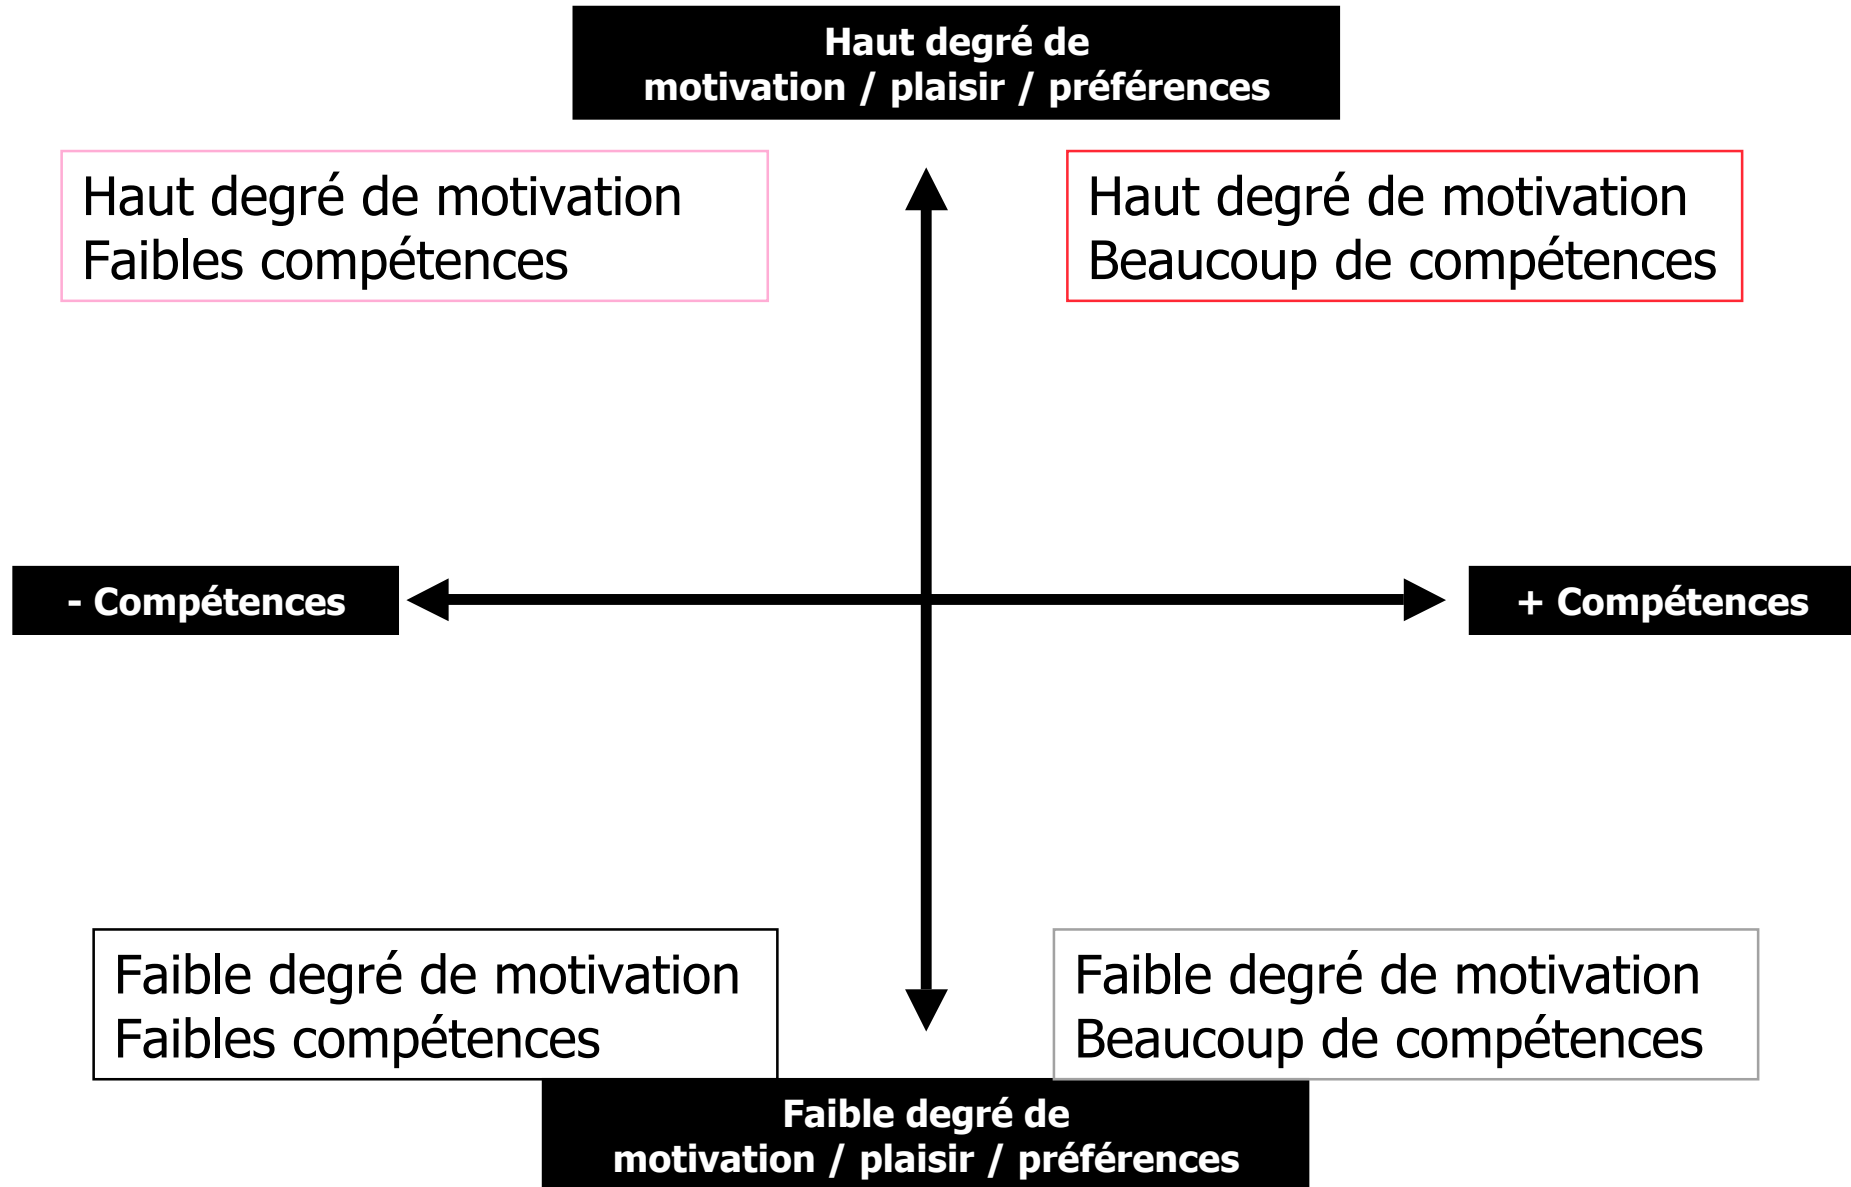 Haut degré de
motivation / plaisir / préférences
Haut degré de motivation
Faibles compétences
Haut degré de motivation
Beaucoup de compétences
- Compétences
+ Compétences
Faible degré de motivation
Faibles compétences
Faible degré de motivation
Beaucoup de compétences
Faible degré de
motivation / plaisir / préférences